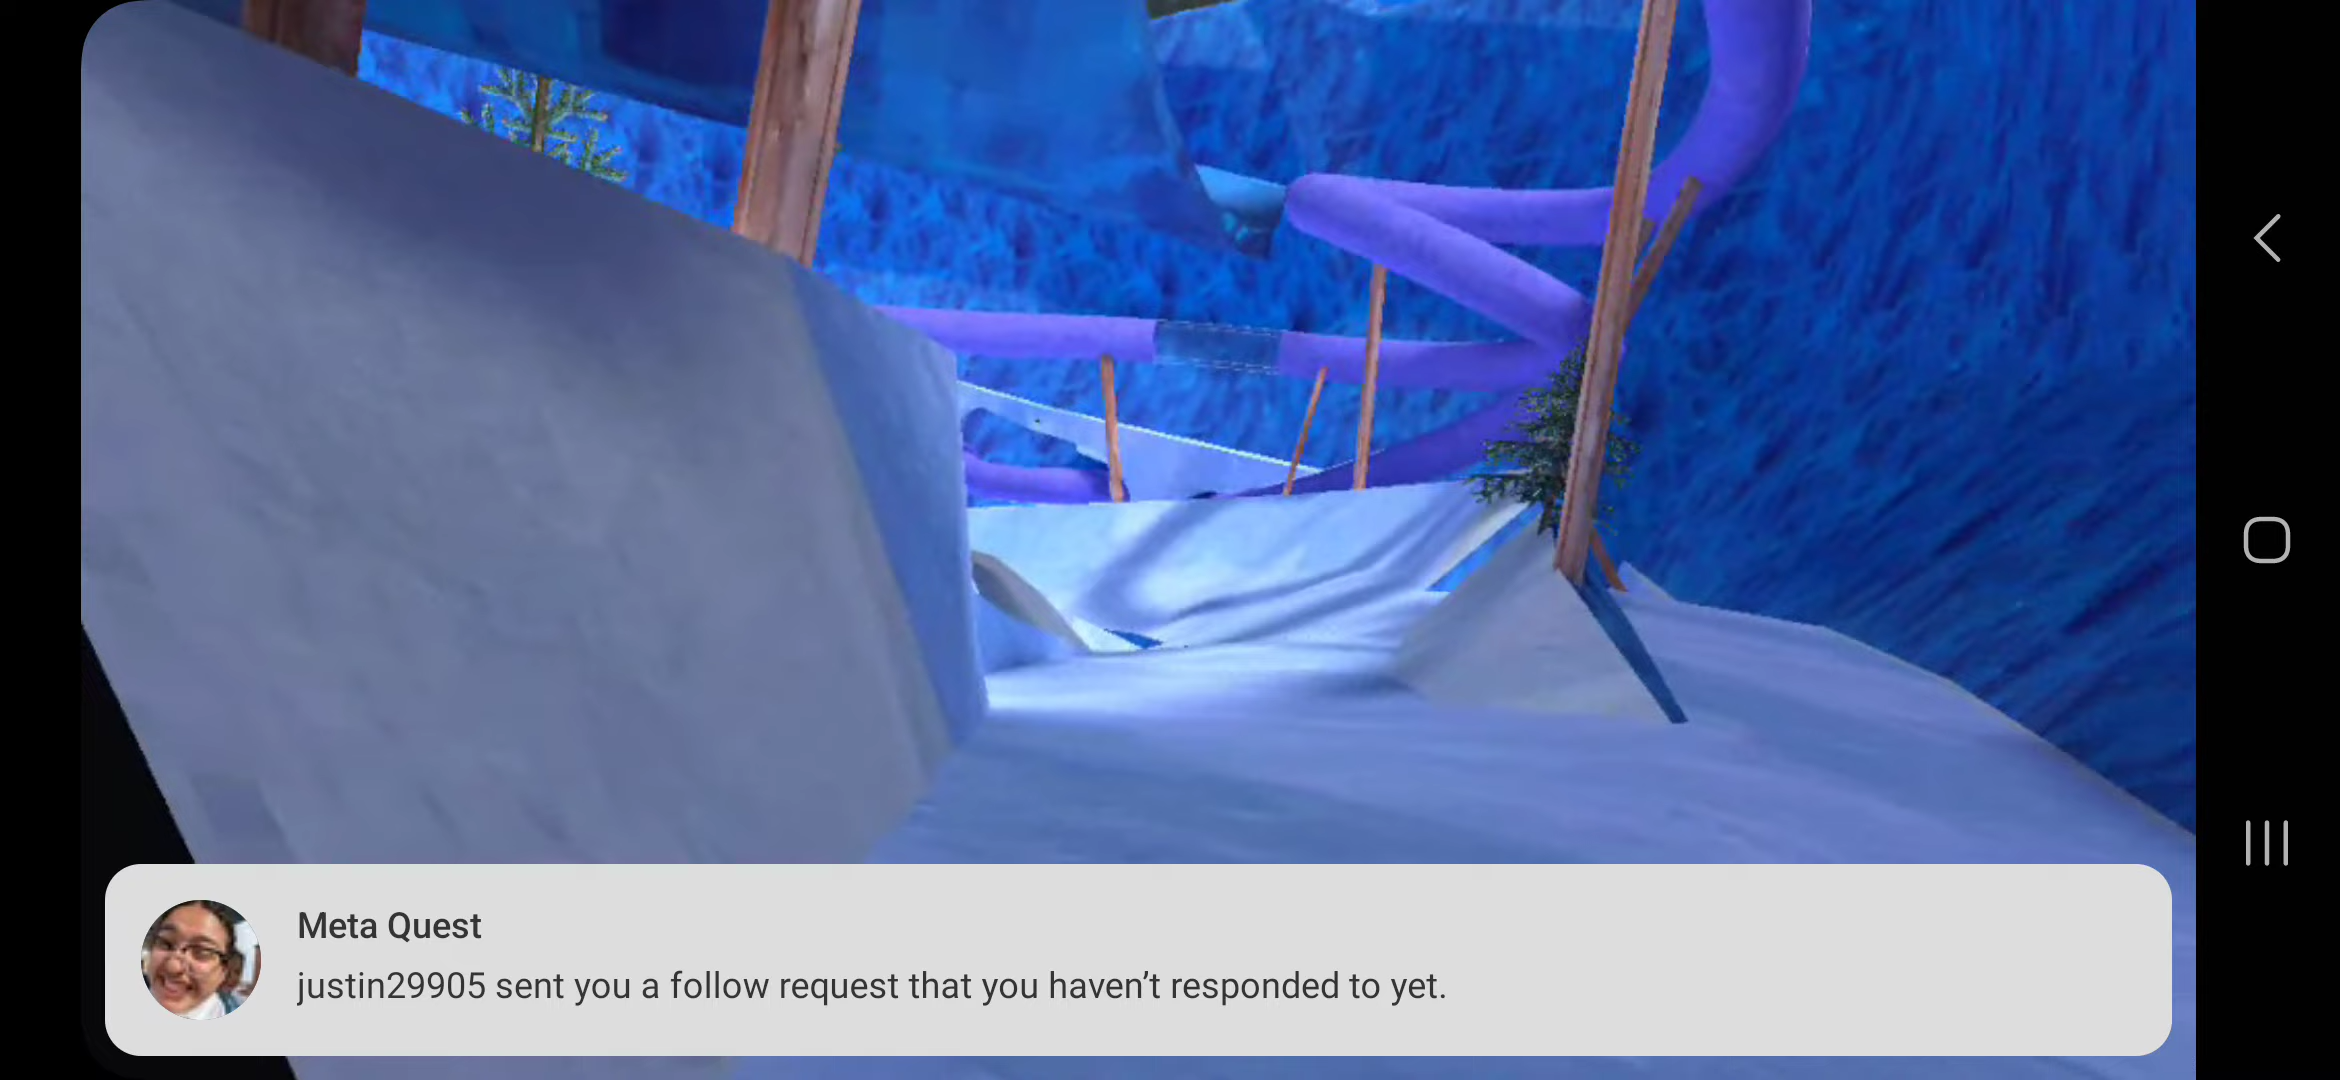 Meta Quest
justin29905 sent you a follow request that you haven’t responded to yet.